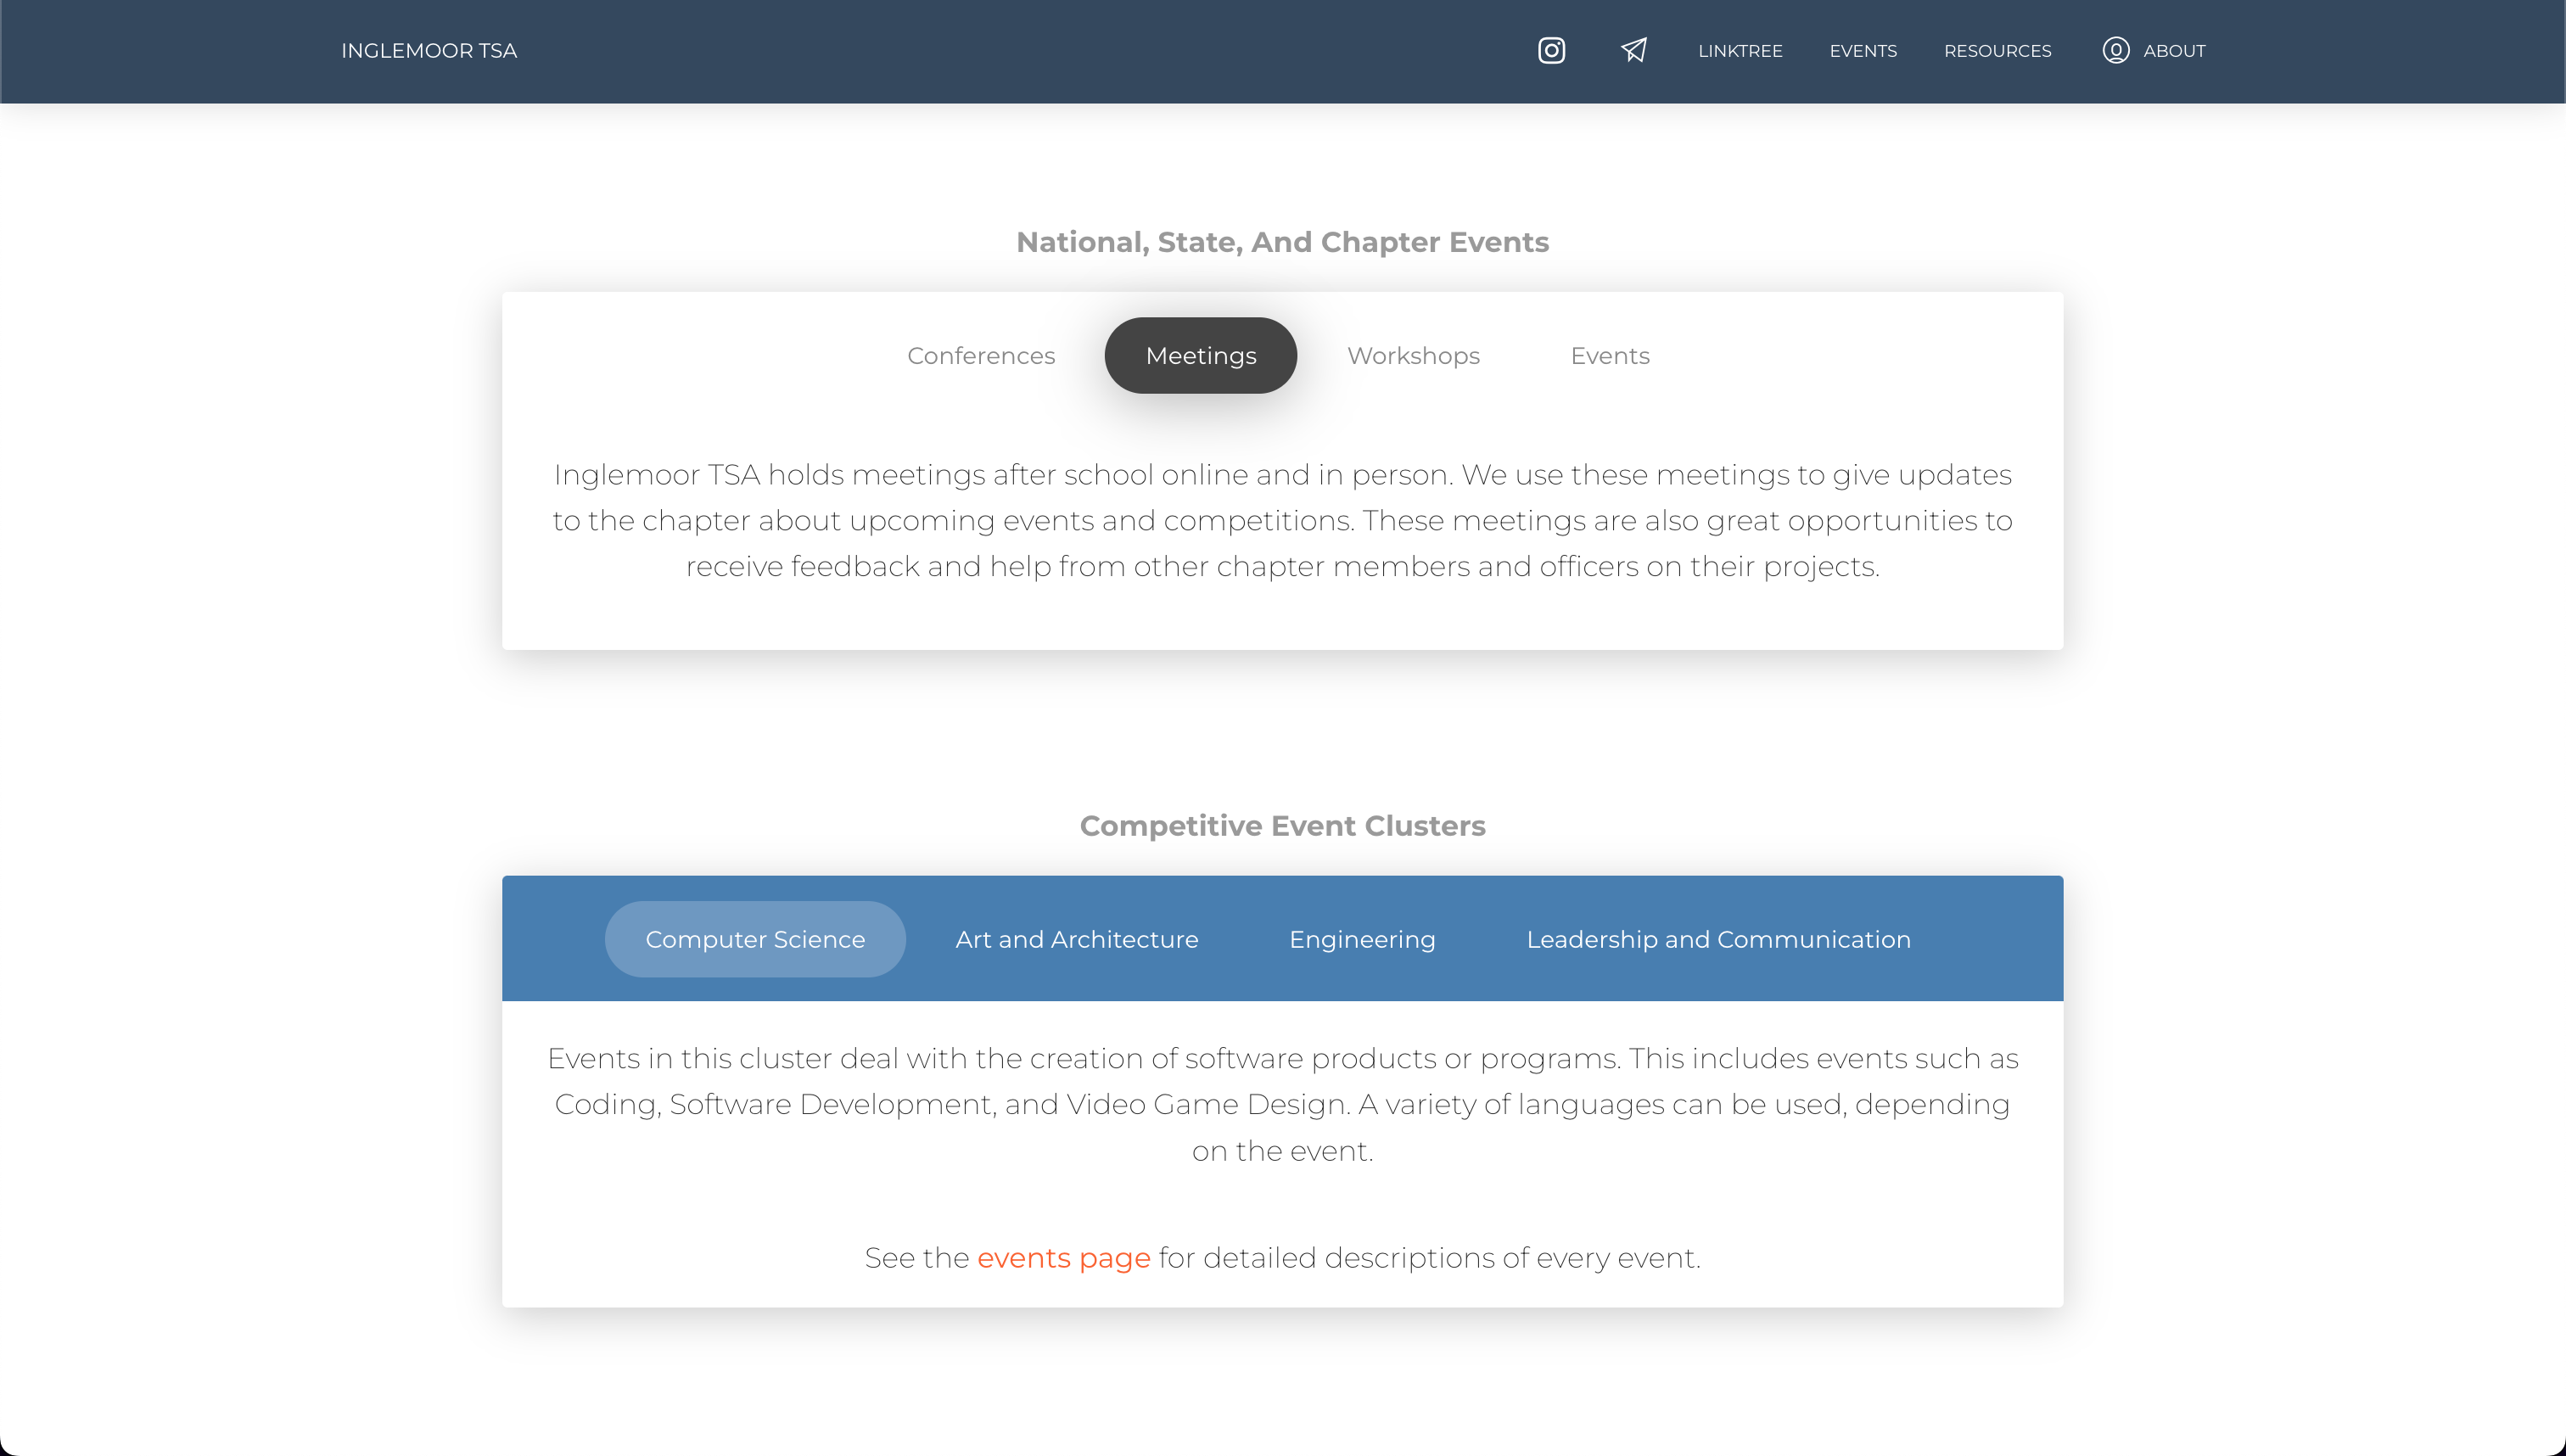 INGLEMOOR TSA LINKTREE EVENTS RESOURCES ABOUT
National, State, And Chapter Events
Conferences Meetings Workshops Events
Inglemoor TSA holds meetings after school online and in person. We use these meetings to give updates
to the chapter about upcoming events and competitions. These meetings are also great opportunities to
receive feedback and help from other chapter members and officers on their projects.
Competitive Event Clusters
Computer Science Art and Architecture Engineering Leadership and Communication
Events in this cluster deal with the creation of software products or programs. This includes events such as
Coding, Software Development, and Video Game Design. A variety of languages can be used, depending
on the event.
See the events page for detailed descriptions of every event.